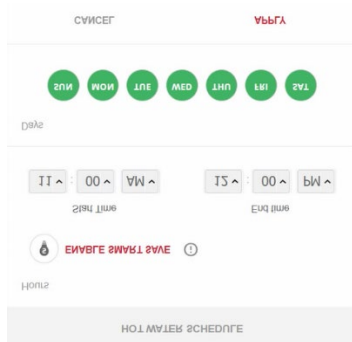 HOT WATER SCHEDULE
Hours
$ ENABLE SMART SAVE i
Start Time End time
11 : 00 AM 12 : 00 PM
Days
SUN MON TUE WED THU FRI SAT
CANCEL APPLY